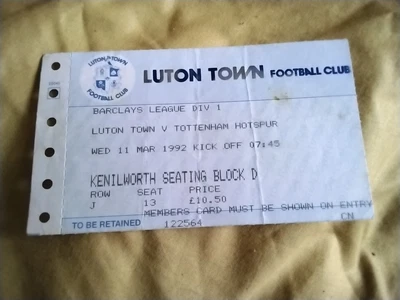 LUTON TOWN
FOOTBALL CLUB
LUTON TOWN FOOTBALL CLUB
BARCLAYS LEAGUE DIV 1
LUTON TOWN V TOTTENHAM HOTSPUR
WED 11 MAR 1992 KICK OFF 07:45
KENILWORTH SEATING BLOCK D
ROW SEAT PRICE
J 13 £10.50
MEMBERS CARD MUST BE SHOWN ON ENTRY
TO BE RETAINED 122564 CN